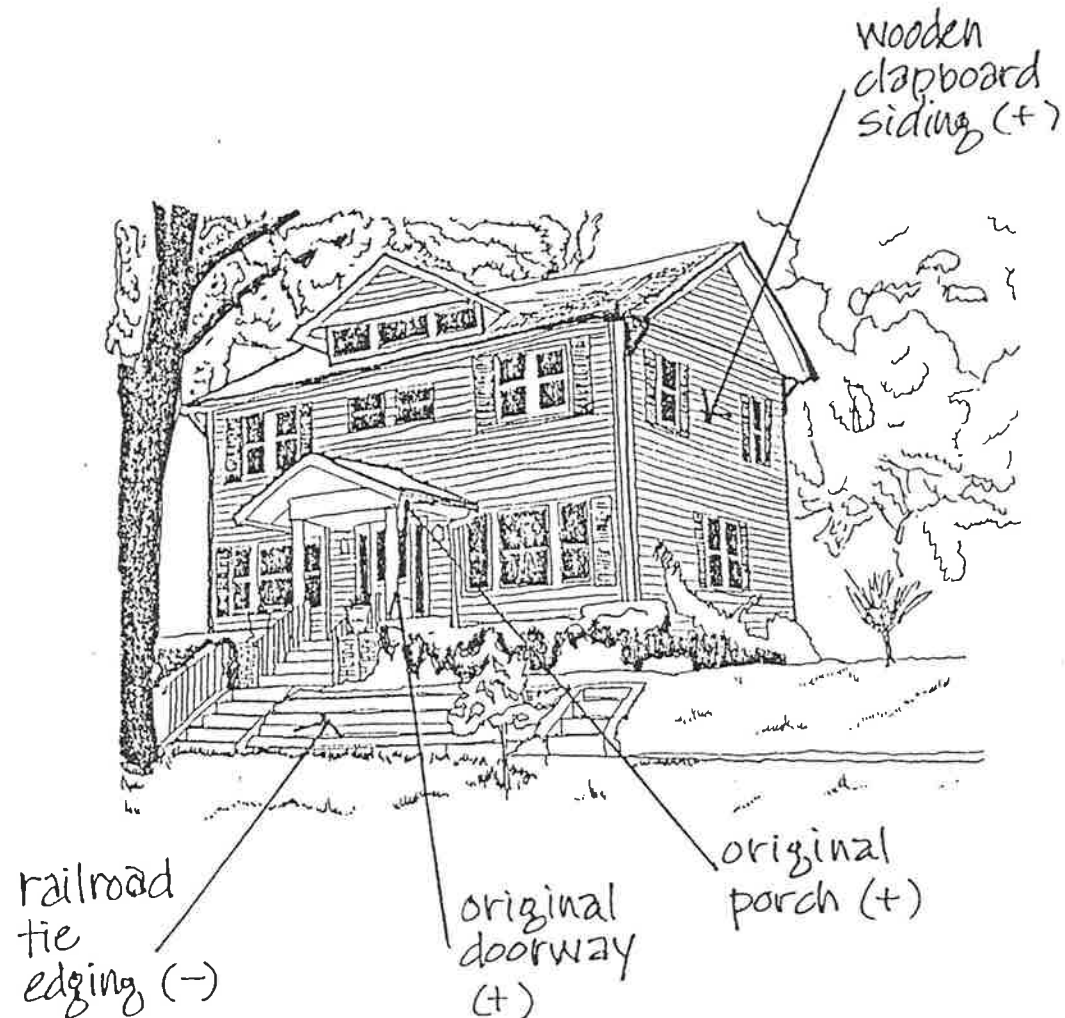 wooden
clapboard
siding (+)
original
porch (+)
original
doorway
(+)
railroad
tie
edging (-)